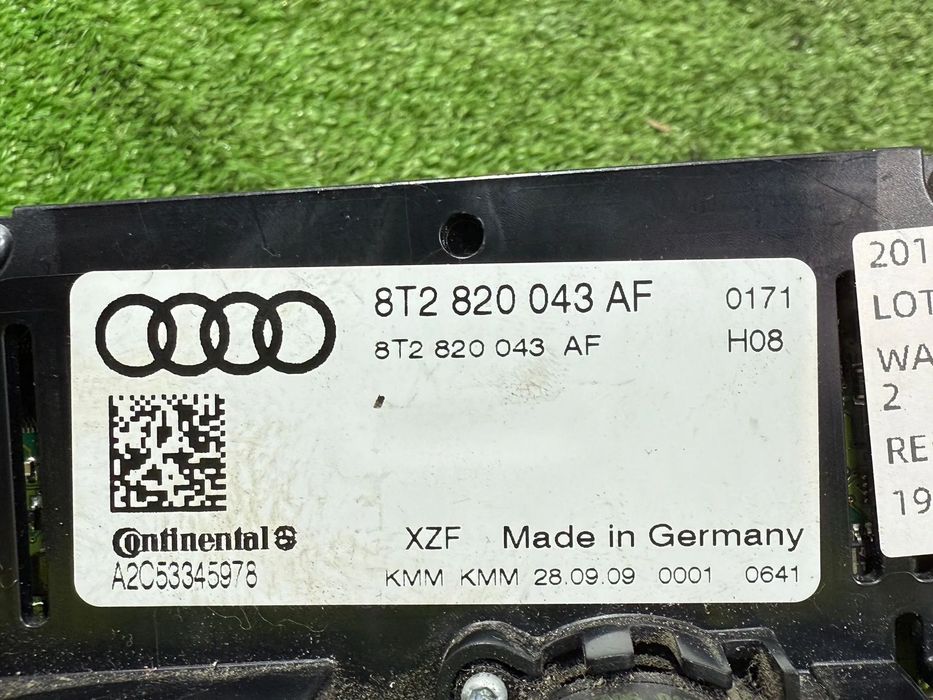 8T2 820 043 AF 0171
8T2 820 043 AF H08
Continental
A2C53345978
XZF Made in Germany
KMM KMM 28.09.09 0001 0641
201
LOT
WA
2
RE
19